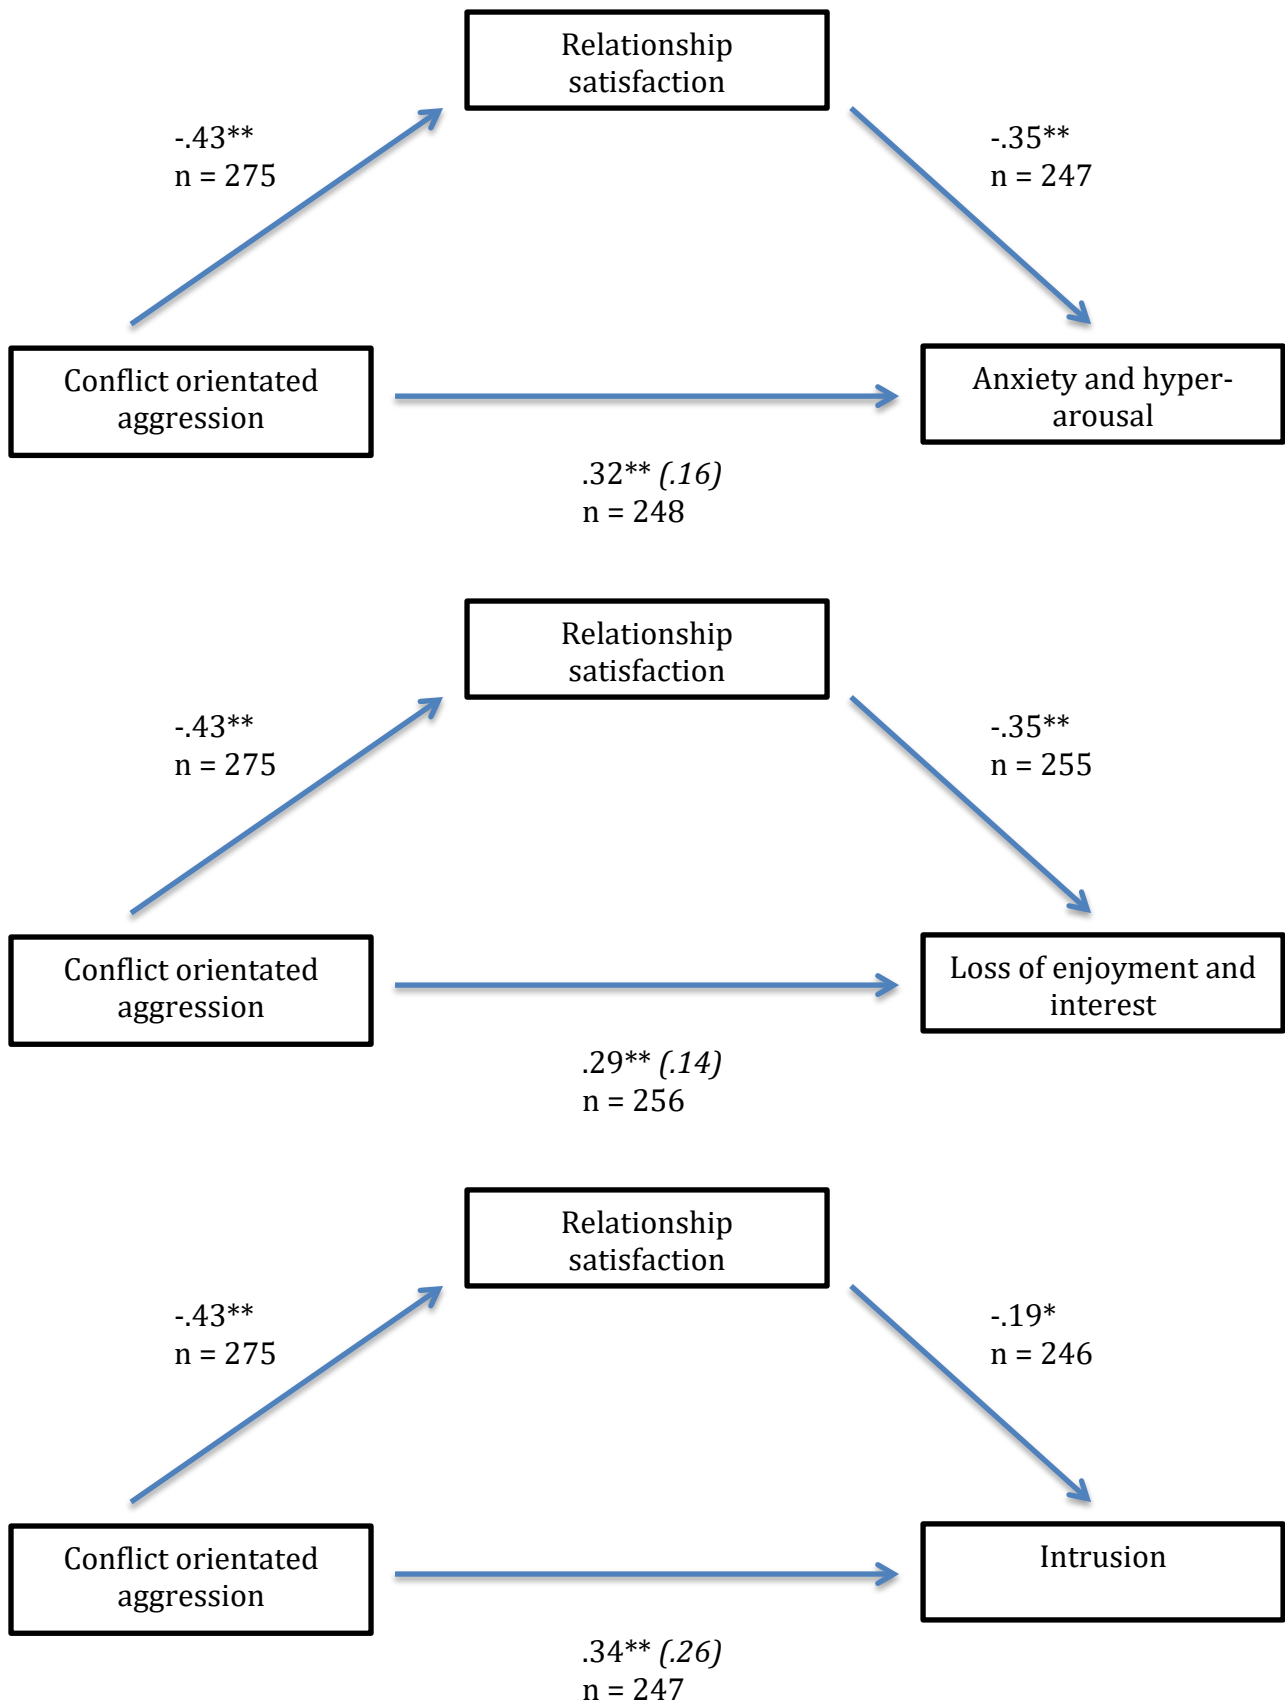 Relationship
satisfaction
-.43**
n = 275
-.35**
n = 247
Conflict orientated
aggression
Anxiety and hyper-
arousal
.32** (.16)
n = 248
Relationship
satisfaction
-.43**
n = 275
-.35**
n = 255
Conflict orientated
aggression
Loss of enjoyment and
interest
.29** (.14)
n = 256
Relationship
satisfaction
-.43**
n = 275
-.19*
n = 246
Conflict orientated
aggression
Intrusion
.34** (.26)
n = 247